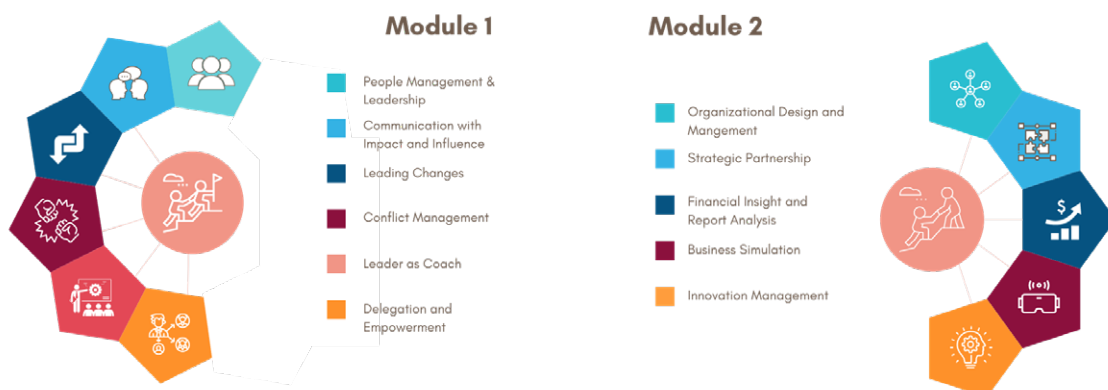 Module 1
People Management &
Leadership
Communication with
Impact and Influence
Leading Changes
Conflict Management
Leader as Coach
Delegation and
Empowerment
Module 2
Organizational Design and
Mangement
Strategic Partnership
Financial Insight and
Report Analysis
Business Simulation
Innovation Management
$